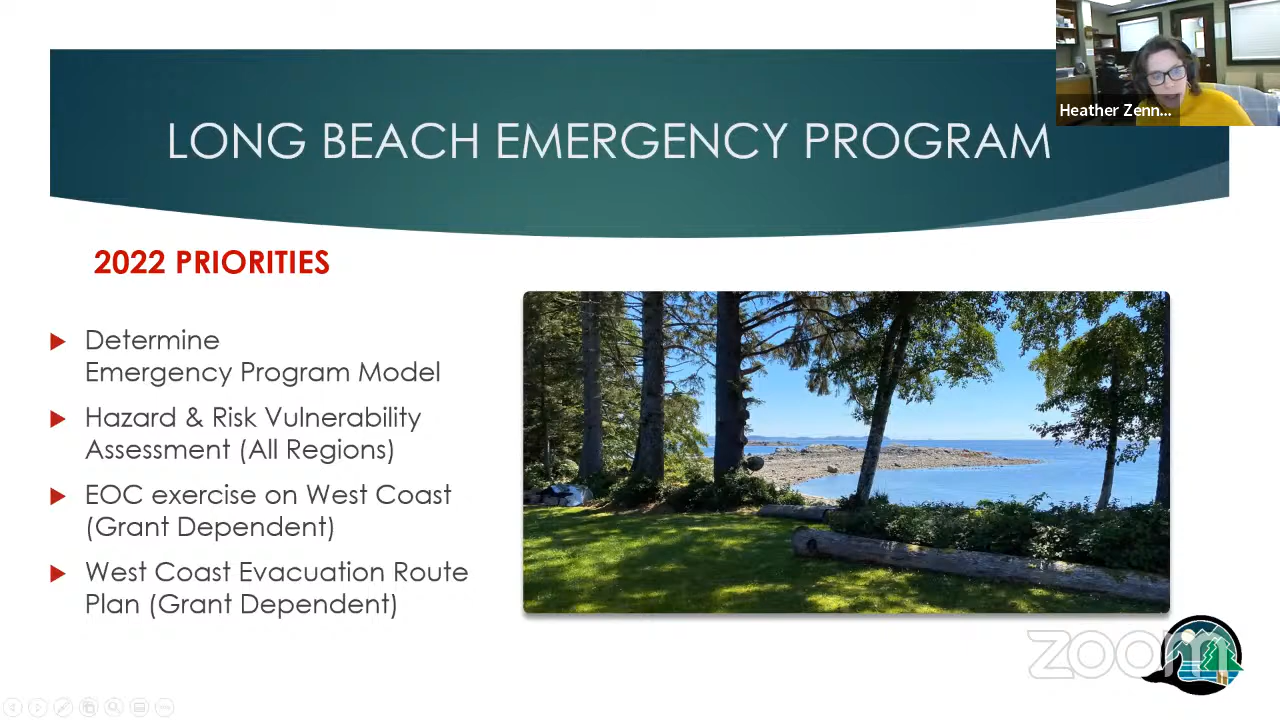 Heather Zenn...
LONG BEACH EMERGENCY PROGRAM
2022 PRIORITIES
Determine
Emergency Program Model
Hazard & Risk Vulnerability
Assessment (All Regions)
EOC exercise on West Coast
(Grant Dependent)
West Coast Evacuation Route
Plan (Grant Dependent)
zoom